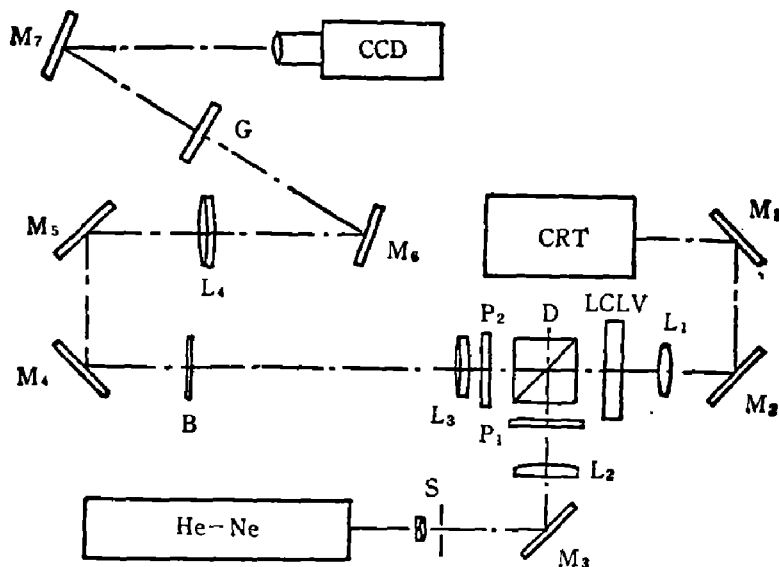 M₇
CCD
G
M₅
L₄
M₆
CRT
M₁
M₄
B
L₃
P₂
D
LCLV
L₁
M₂
P₁
L₂
He-Ne
S
M₃